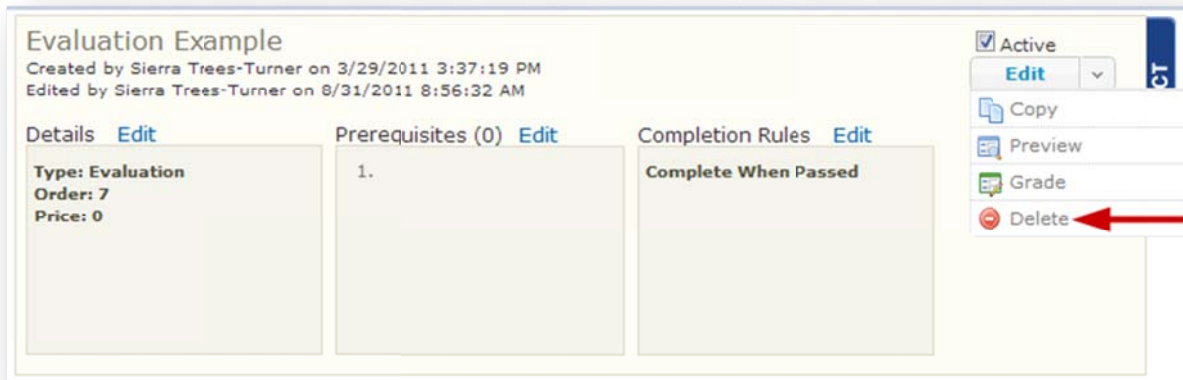 Evaluation Example
Created by Sierra Trees-Turner on 3/29/2011 3:37:19 PM
Edited by Sierra Trees-Turner on 8/31/2011 8:56:32 AM
Active
Edit
Copy
Preview
Grade
Delete
CT
Details Edit
Type: Evaluation
Order: 7
Price: 0
Prerequisites (0) Edit
1.
Completion Rules Edit
Complete When Passed